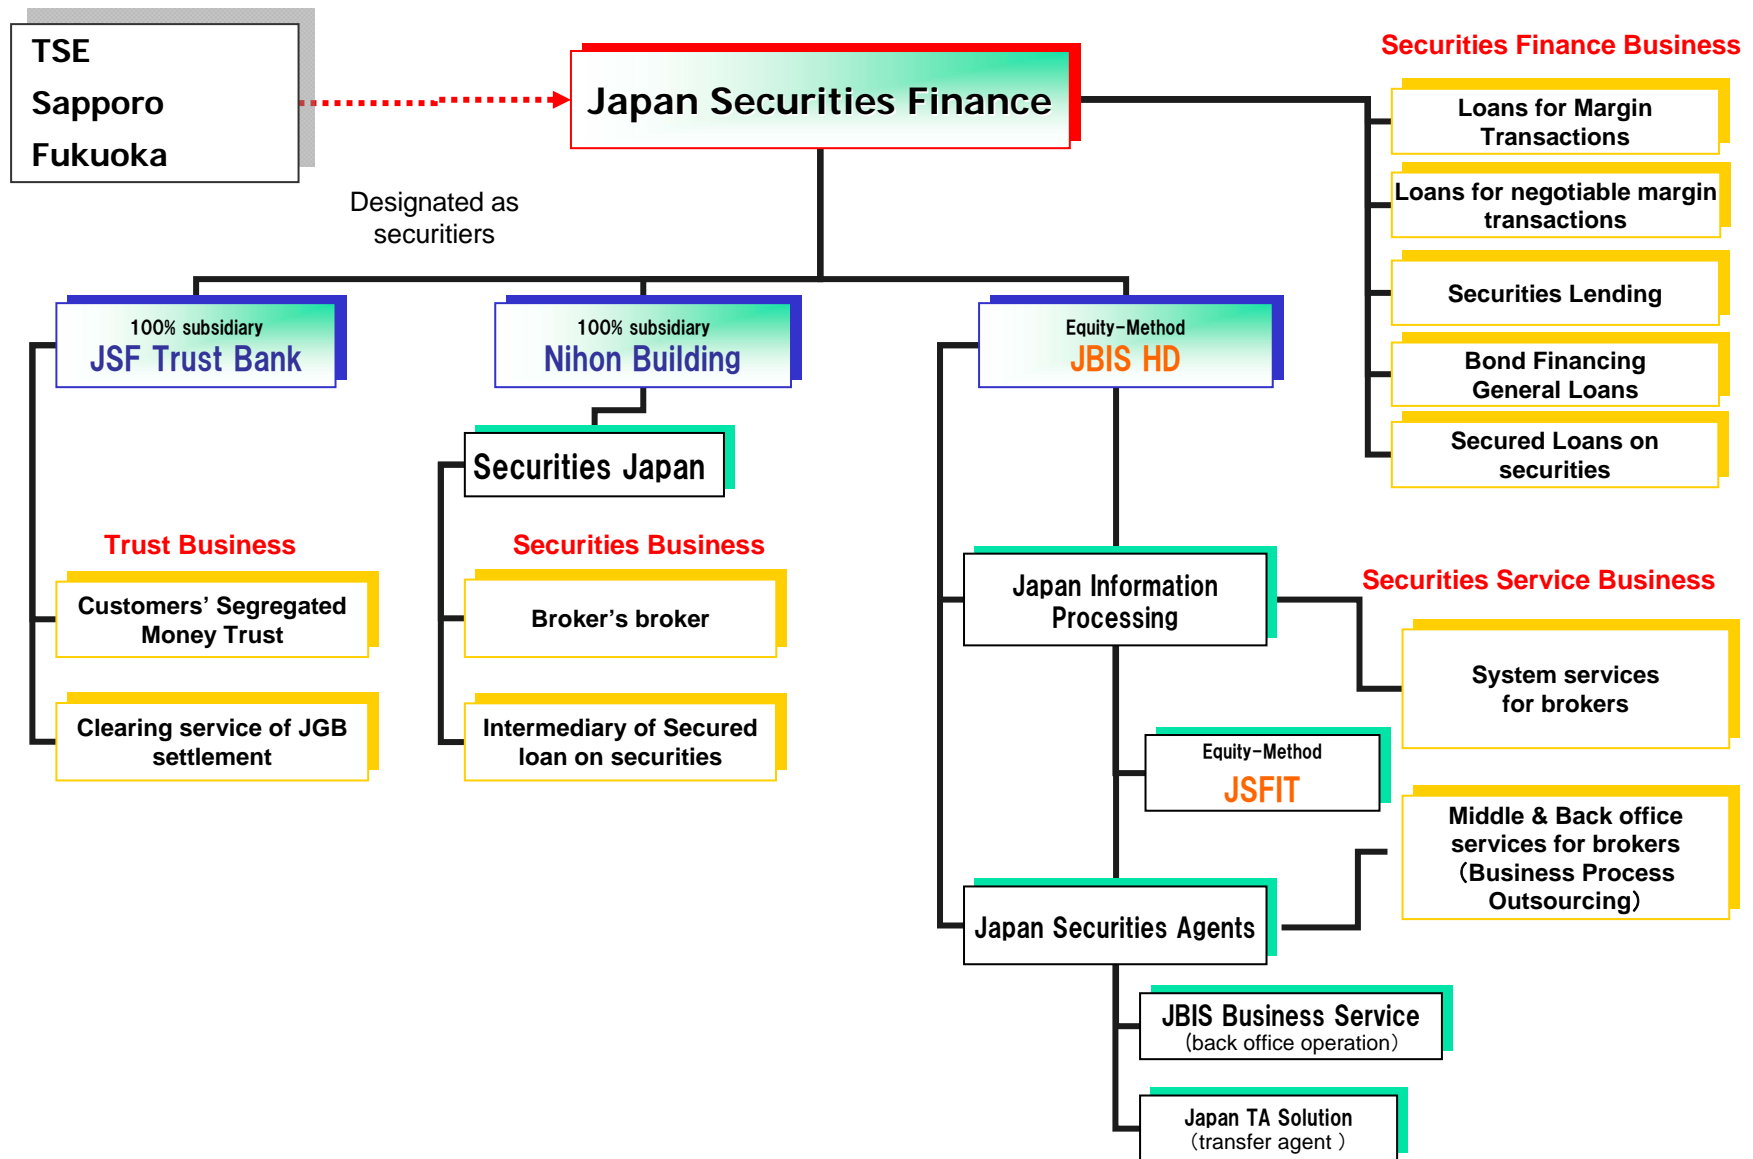 TSE
Sapporo
Fukuoka
Japan Securities Finance
Designated as
securitiers
Securities Finance Business
Loans for Margin
Transactions
Loans for negotiable margin
transactions
Securities Lending
Bond Financing
General Loans
Secured Loans on
securities
100% subsidiary
JSF Trust Bank
100% subsidiary
Nihon Building
Equity-Method
JBIS HD
Securities Japan
Trust Business
Customers’ Segregated
Money Trust
Clearing service of JGB
settlement
Securities Business
Broker’s broker
Intermediary of Secured
loan on securities
Japan Information
Processing
Securities Service Business
System services
for brokers
Equity-Method
JSFIT
Middle & Back office
services for brokers
（Business Process
Outsourcing）
Japan Securities Agents
JBIS Business Service
(back office operation）
Japan TA Solution
（transfer agent ）